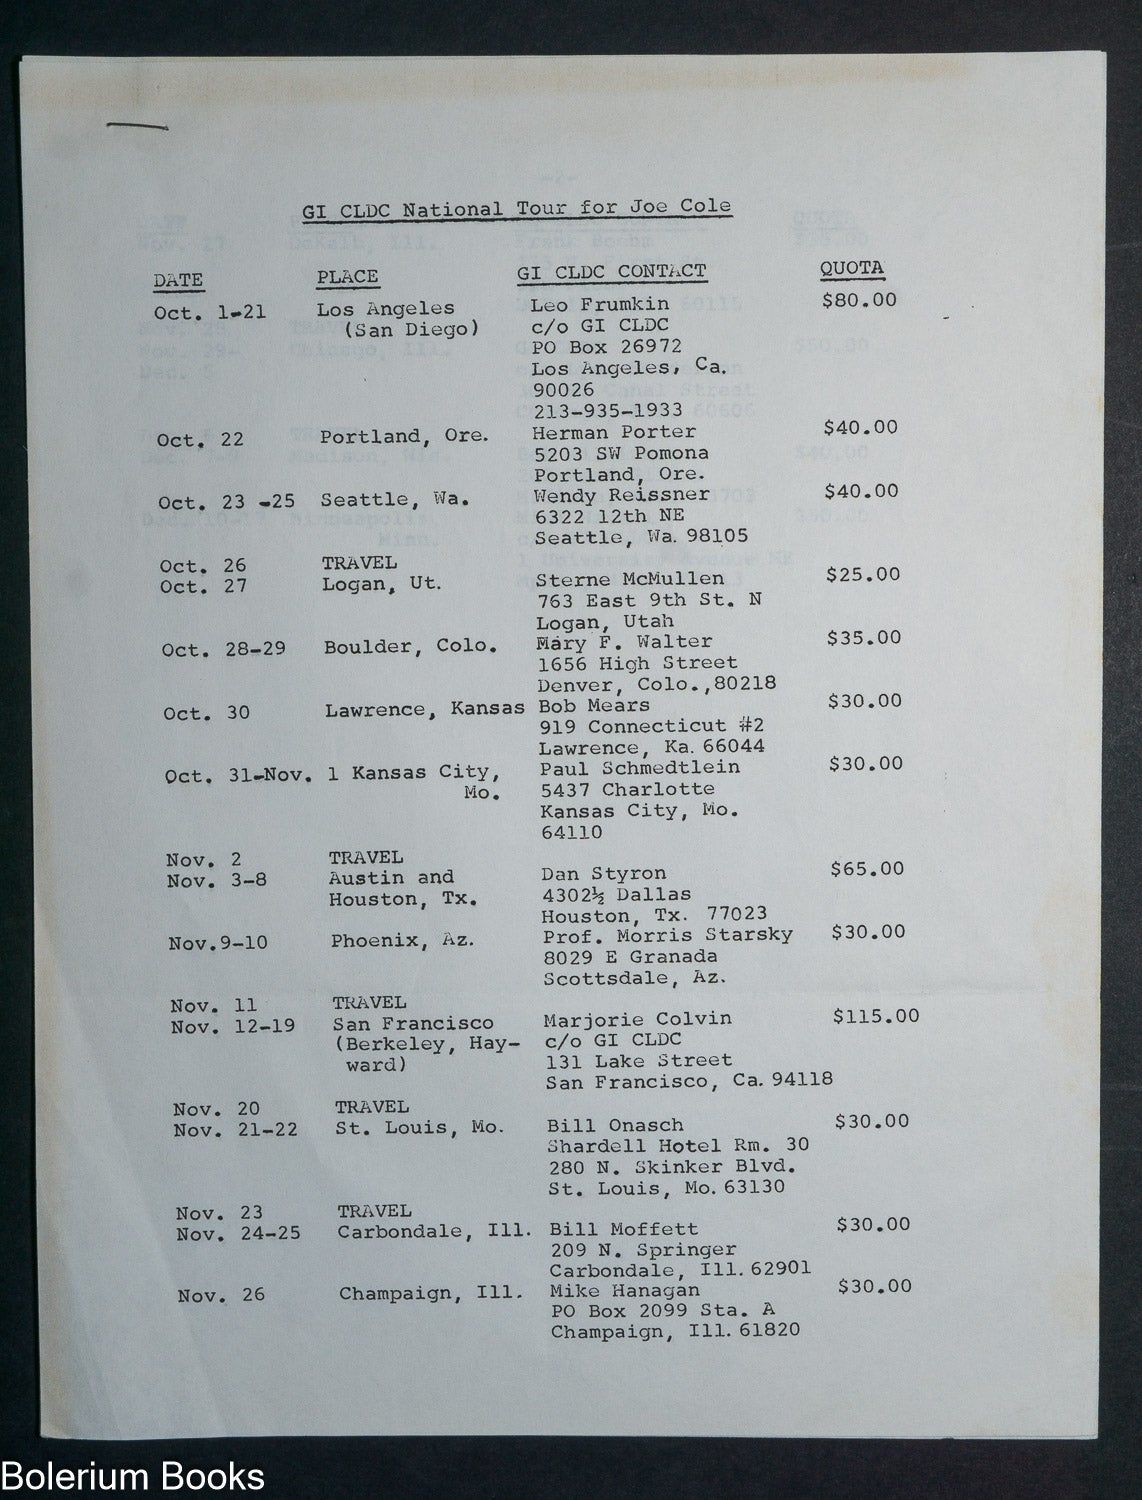 GI CLDC National Tour for Joe Cole
DATE PLACE GI CLDC CONTACT QUOTA
Oct. 1-21 Los Angeles Leo Frumkin $80.00
(San Diego) c/o GI CLDC
PO Box 26972
Los Angeles, Ca.
90026
213-935-1933
Oct. 22 Portland, Ore. Herman Porter $40.00
5203 SW Pomona
Portland, Ore.
Oct. 23 -25 Seattle, Wa. Wendy Reissner $40.00
6322 12th NE
Seattle, Wa. 98105
Oct. 26 TRAVEL
Oct. 27 Logan, Ut. Sterne McMullen $25.00
763 East 9th St. N
Logan, Utah
Oct. 28-29 Boulder, Colo. Mary F. Walter $35.00
1656 High Street
Denver, Colo.,80218
Oct. 30 Lawrence, Kansas Bob Mears $30.00
919 Connecticut #2
Lawrence, Ka. 66044
Oct. 31-Nov. 1 Kansas City, Paul Schmedtlein $30.00
Mo. 5437 Charlotte
Kansas City, Mo.
64110
Nov. 2 TRAVEL
Nov. 3-8 Austin and Dan Styron $65.00
Houston, Tx. 4302½ Dallas
Houston, Tx. 77023
Nov.9-10 Phoenix, Az. Prof. Morris Starsky $30.00
8029 E Granada
Scottsdale, Az.
Nov. 11 TRAVEL
Nov. 12-19 San Francisco Marjorie Colvin $115.00
(Berkeley, Hay- c/o GI CLDC
ward) 131 Lake Street
San Francisco, Ca. 94118
Nov. 20 TRAVEL
Nov. 21-22 St. Louis, Mo. Bill Onasch $30.00
Shardell Hotel Rm. 30
280 N. Skinker Blvd.
St. Louis, Mo. 63130
Nov. 23 TRAVEL
Nov. 24-25 Carbondale, Ill. Bill Moffett $30.00
209 N. Springer
Carbondale, Ill. 62901
Nov. 26 Champaign, Ill. Mike Hanagan $30.00
PO Box 2099 Sta. A
Champaign, Ill. 61820
Bolerium Books